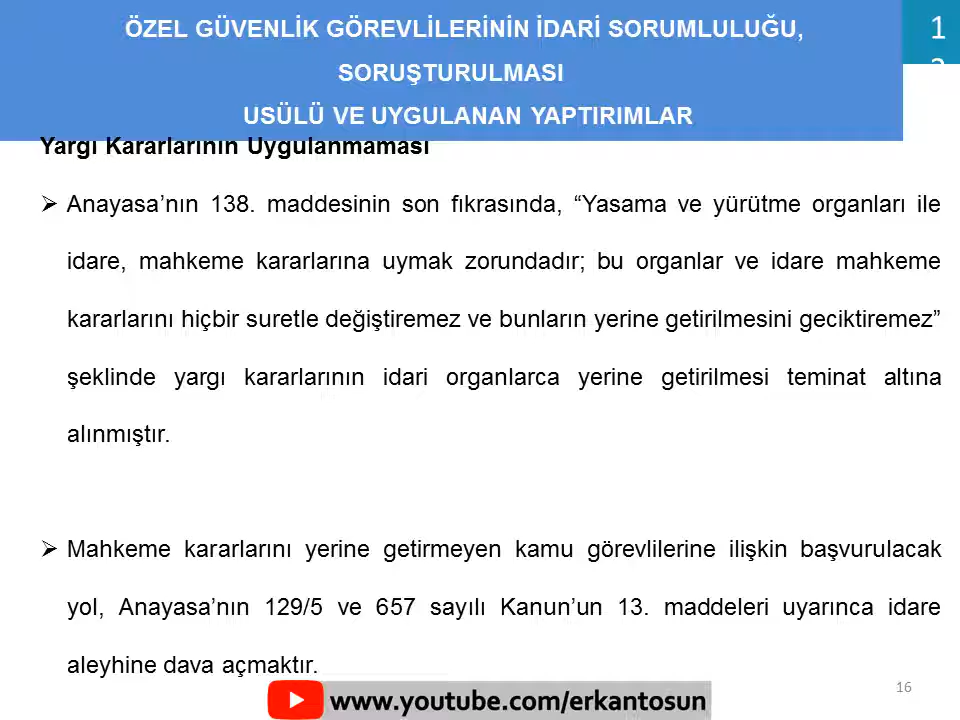 ÖZEL GÜVENLİK GÖREVLİLERİNİN İDARİ SORUMLULUĞU,
SORUŞTURULMASI
USÜLÜ VE UYGULANAN YAPTIRIMLAR
1
Yargı Kararlarının Uygulanmaması
➢ Anayasa’nın 138. maddesinin son fıkrasında, “Yasama ve yürütme organları ile
idare, mahkeme kararlarına uymak zorundadır; bu organlar ve idare mahkeme
kararlarını hiçbir suretle değiştiremez ve bunların yerine getirilmesini geciktiremez”
şeklinde yargı kararlarının idari organlarca yerine getirilmesi teminat altına
alınmıştır.
➢ Mahkeme kararlarını yerine getirmeyen kamu görevlilerine ilişkin başvurulacak
yol, Anayasa’nın 129/5 ve 657 sayılı Kanun’un 13. maddeleri uyarınca idare
aleyhine dava açmaktır.
16
www.youtube.com/erkantosun